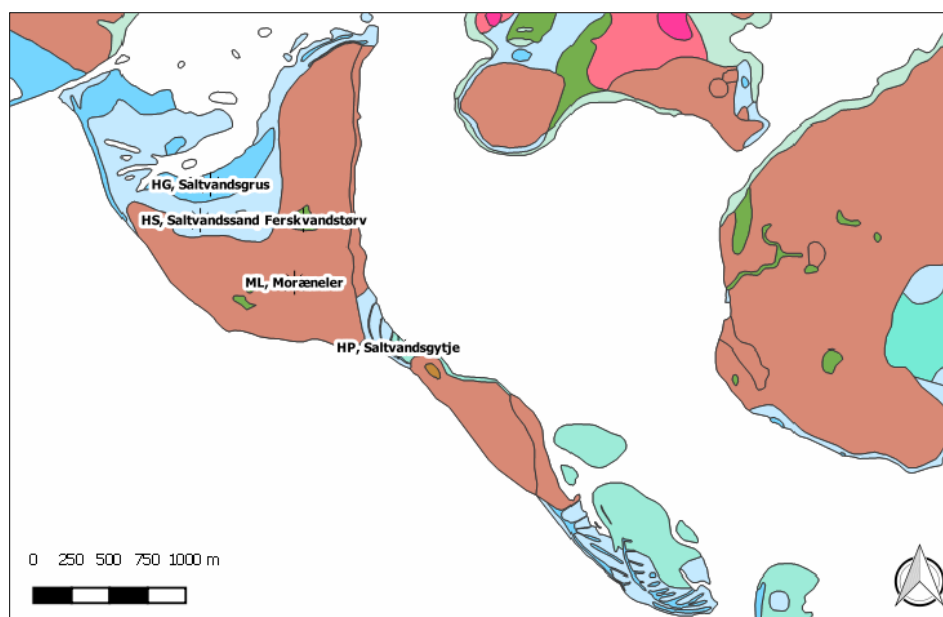 HG, Saltvandsgrus
HS, Saltvandssand Ferskvandstørv
ML, Moræneler
HP, Saltvandsgytje
0 250 500 750 1000 m